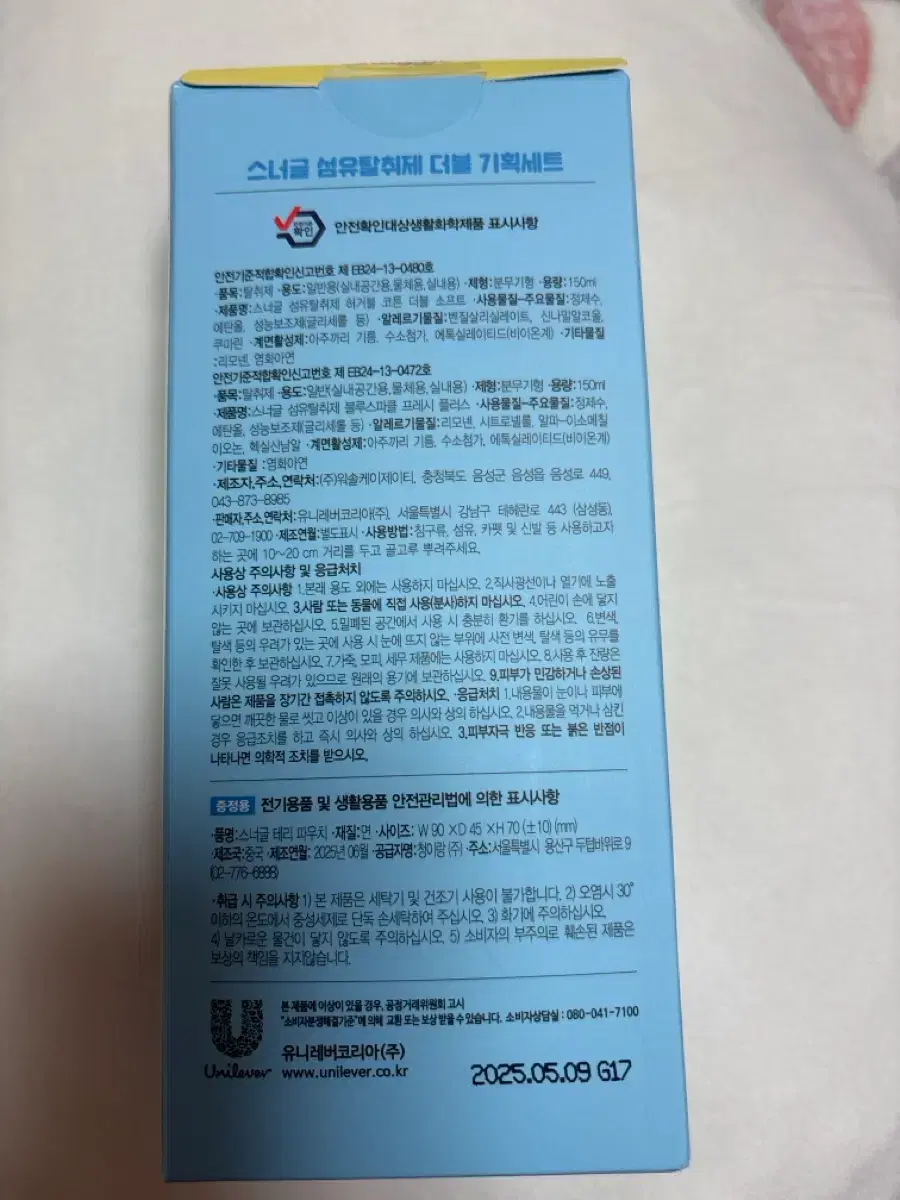 스너글 섬유탈취제 더블 기획세트
확인
안전확인대상생활화학제품 표시사항
안전기준적합확인신고번호 제 EB24-13-0480호
·품목:탈취제 ·용도:일반용(실내공간용,물체용,실내용) ·제형:분무기형 ·용량:150ml
·제품명:스너글 섬유탈취제 허거블 코튼 더블 소프트 ·사용물질-주요물질:정제수,
에탄올, 성능보조제(글리세롤 등) ·알레르기물질:벤질살리실레이트, 신나밀알코올,
쿠마린 ·계면활성제:아주까리 기름, 수소첨가, 에톡실레이티드(비이온계) ·기타물질
:리모넨, 염화아연
안전기준적합확인신고번호 제 EB24-13-0472호
·품목:탈취제 ·용도:일반(실내공간용,물체용,실내용) ·제형:분무기형 ·용량:150ml
·제품명:스너글 섬유탈취제 블루스파클 프레시 플러스 ·사용물질-주요물질:정제수,
에탄올, 성능보조제(글리세롤 등) ·알레르기물질:리모넨, 시트로넬롤, 알파-이소메칠
이오논, 헥실신남알 ·계면활성제:아주까리 기름, 수소첨가, 에톡실레이티드(비이온계)
·기타물질 :염화아연
·제조자,주소,연락처:(주)워솔케이제이티, 충청북도 음성군 음성읍 음성로 449,
043-873-8985
·판매자,주소,연락처:유니레버코리아(주), 서울특별시 강남구 테헤란로 443 (삼성동),
02-709-1900 ·제조연월:별도표시 ·사용방법:침구류, 섬유, 카펫 및 신발 등 사용하고자
하는 곳에 10~20 cm 거리를 두고 골고루 뿌려주세요.
사용상 주의사항 및 응급처치
·사용상 주의사항 1.본래 용도 외에는 사용하지 마십시오. 2.직사광선이나 열기에 노출
시키지 마십시오. 3.사람 또는 동물에 직접 사용(분사)하지 마십시오. 4.어린이 손에 닿지
않는 곳에 보관하십시오. 5.밀폐된 공간에서 사용 시 충분히 환기를 하십시오. 6.변색,
탈색 등의 우려가 있는 곳에 사용 시 눈에 뜨지 않는 부위에 사전 변색, 탈색 등의 유무를
확인한 후 보관하십시오. 7.가죽, 모피, 세무 제품에는 사용하지 마십시오. 8.사용 후 잔량은
잘못 사용될 우려가 있으므로 원래의 용기에 보관하십시오. 9.피부가 민감하거나 손상된
사람은 제품을 장기간 접촉하지 않도록 주의하십시오. ·응급처치 1.내용물이 눈이나 피부에
닿으면 깨끗한 물로 씻고 이상이 있을 경우 의사와 상의 하십시오. 2.내용물을 먹거나 삼킨
경우 응급조치를 하고 즉시 의사와 상의 하십시오. 3.피부자극 반응 또는 붉은 반점이
나타나면 의학적 조치를 받으시오.
증정용 전기용품 및 생활용품 안전관리법에 의한 표시사항
·품명:스너글 테리 파우치 ·재질:면 ·사이즈: W 90 ×D 45 ×H 70 (±10) (mm)
·제조국:중국 ·제조연월: 2025년 06월 ·공급자명:청이랑 (주) ·주소:서울특별시 용산구 두텁바위로 9
(02-776-6888)
·취급 시 주의사항 1) 본 제품은 세탁기 및 건조기 사용이 불가합니다. 2) 오염시 30°
이하의 온도에서 중성세제로 단독 손세탁하여 주십시오. 3) 화기에 주의하십시오.
4) 날카로운 물건이 닿지 않도록 주의하십시오. 5) 소비자의 부주의로 훼손된 제품은
보상의 책임을 지지않습니다.
본 제품에 이상이 있을 경우, 공정거래위원회 고시
"소비자분쟁해결기준"에 의해 교환 또는 보상 받을 수 있습니다. 소비자상담실 : 080-041-7100
유니레버코리아(주)
Unilever www.unilever.co.kr
2025.05.09 G17